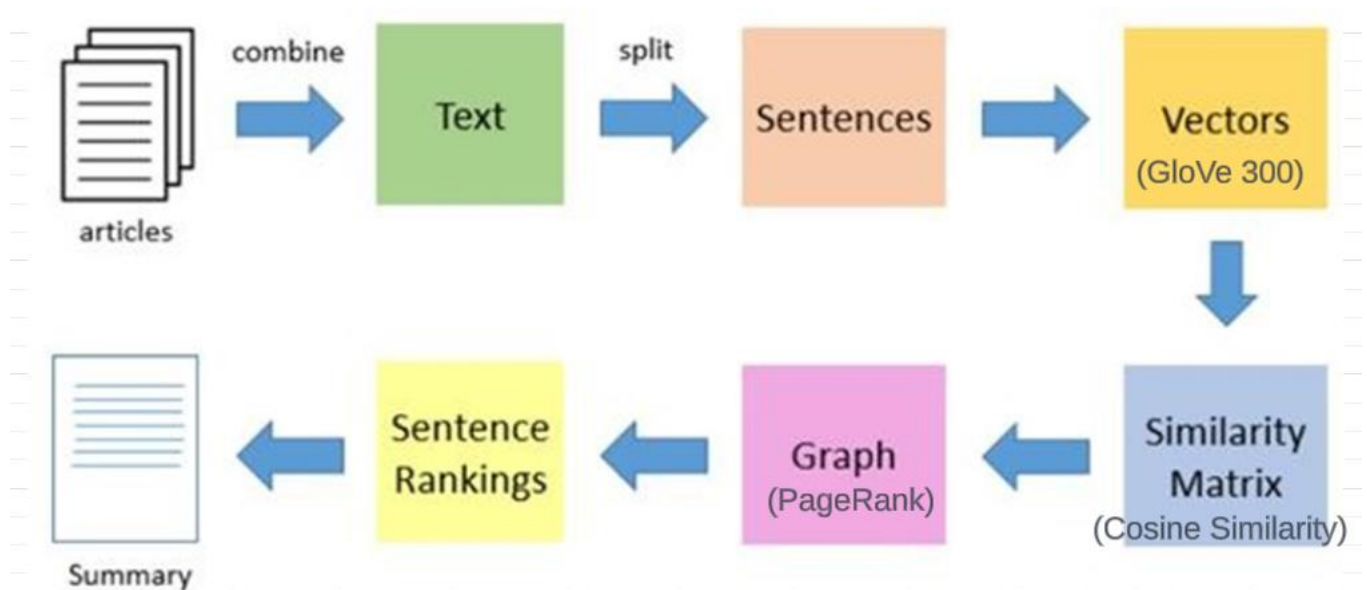 combine
split
articles
Text
Sentences
Vectors
(GloVe 300)
Similarity
Matrix
(Cosine Similarity)
Graph
(PageRank)
Sentence
Rankings
Summary